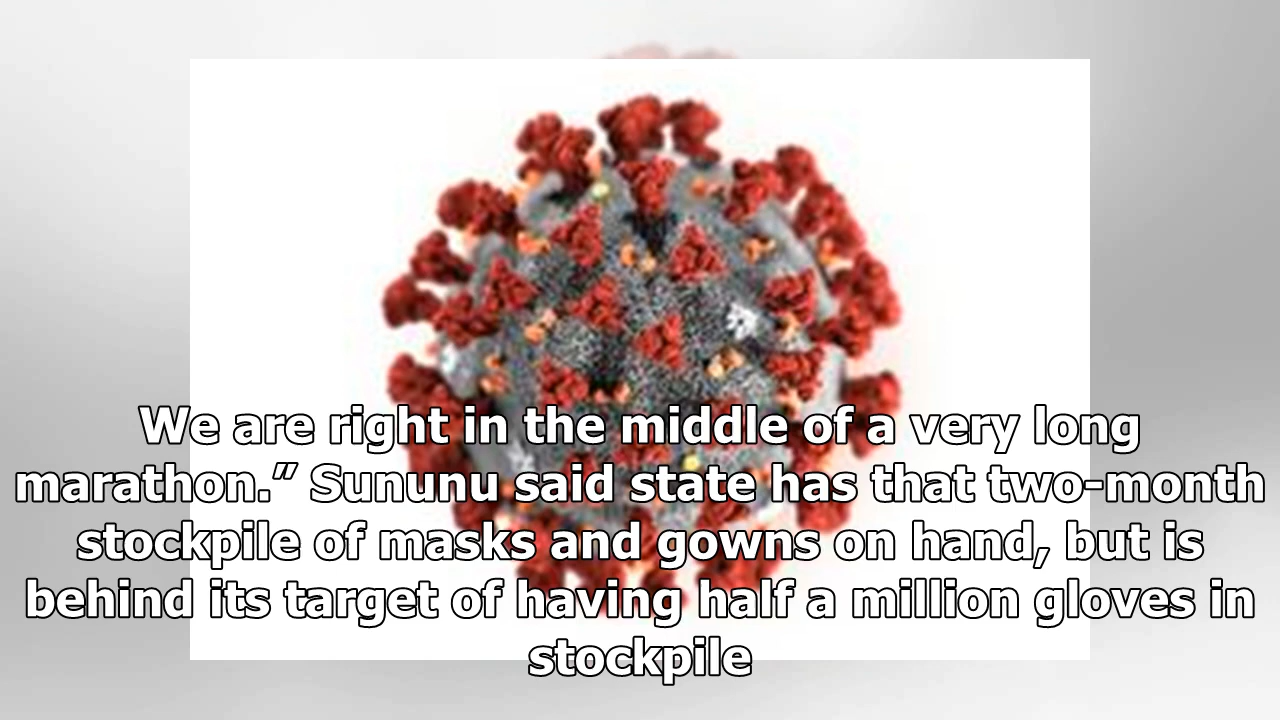 We are right in the middle of a very long
marathon.” Sununu said state has that two-month
stockpile of masks and gowns on hand, but is
behind its target of having half a million gloves in
stockpile